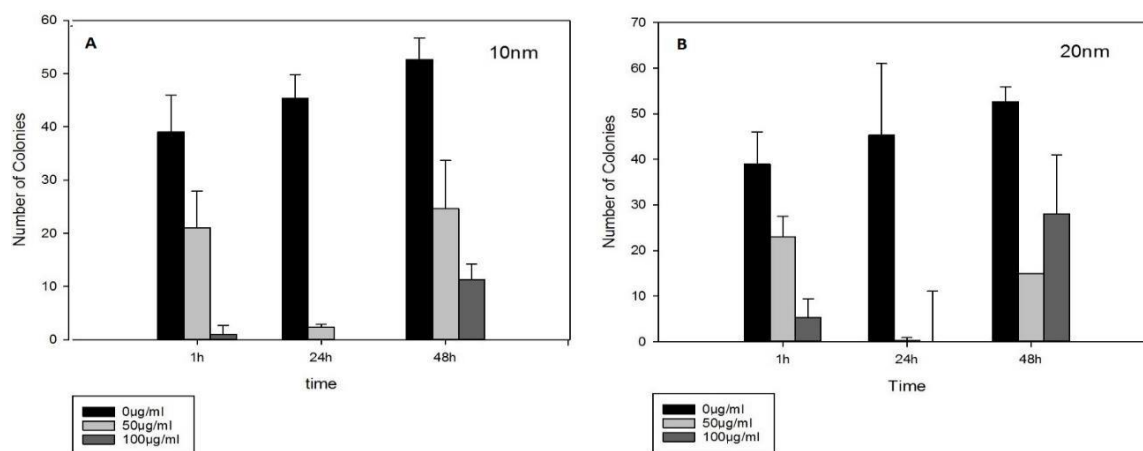 A
10nm
Number of Colonies
60
50
40
30
20
10
0
1h
24h
48h
time
0µg/ml
50µg/ml
100µg/ml
B
20nm
Number of Colonies
70
60
50
40
30
20
10
0
1h
24h
48h
Time
0µg/ml
50µg/ml
100µg/ml